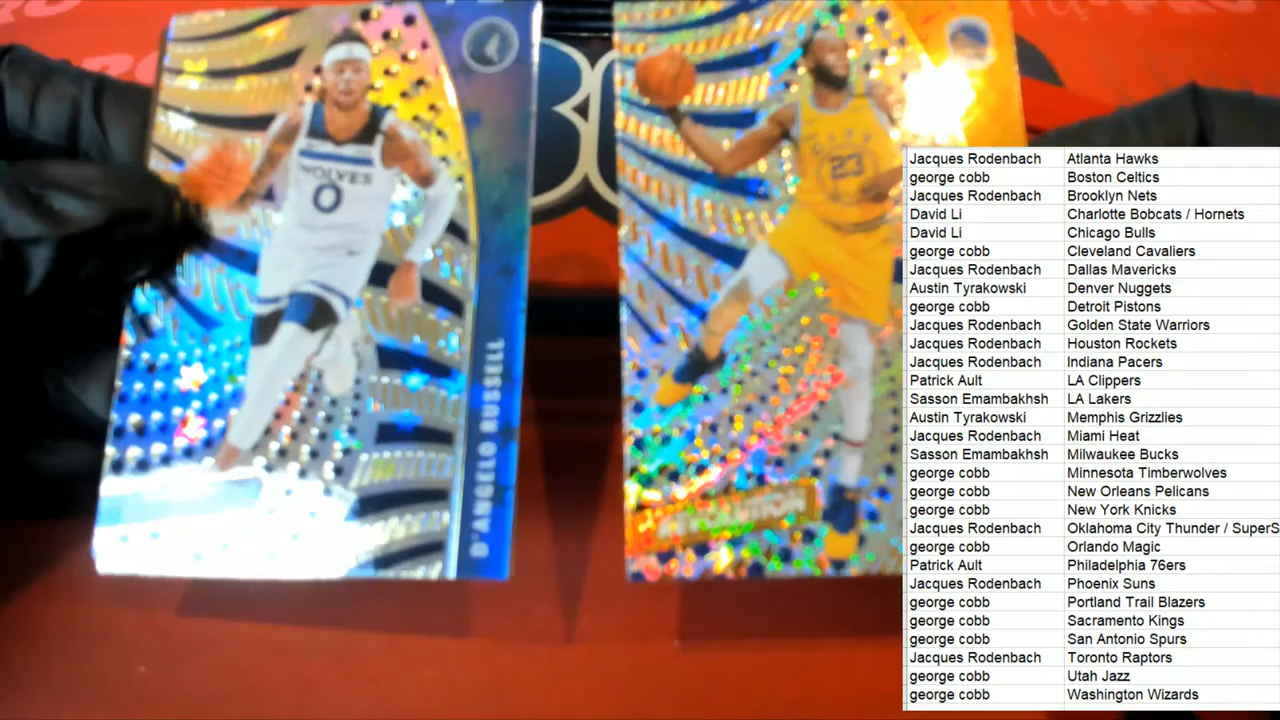 WOLVES
0
D'ANGELO RUSSELL
23
REVOLUTION
Jacques Rodenbach Atlanta Hawks
george cobb Boston Celtics
Jacques Rodenbach Brooklyn Nets
David Li Charlotte Bobcats / Hornets
David Li Chicago Bulls
george cobb Cleveland Cavaliers
Jacques Rodenbach Dallas Mavericks
Austin Tyrakowski Denver Nuggets
george cobb Detroit Pistons
Jacques Rodenbach Golden State Warriors
Jacques Rodenbach Houston Rockets
Jacques Rodenbach Indiana Pacers
Patrick Ault LA Clippers
Sasson Emambakhsh LA Lakers
Austin Tyrakowski Memphis Grizzlies
Jacques Rodenbach Miami Heat
Sasson Emambakhsh Milwaukee Bucks
george cobb Minnesota Timberwolves
george cobb New Orleans Pelicans
george cobb New York Knicks
Jacques Rodenbach Oklahoma City Thunder / SuperS
george cobb Orlando Magic
Patrick Ault Philadelphia 76ers
Jacques Rodenbach Phoenix Suns
george cobb Portland Trail Blazers
george cobb Sacramento Kings
george cobb San Antonio Spurs
Jacques Rodenbach Toronto Raptors
george cobb Utah Jazz
george cobb Washington Wizards